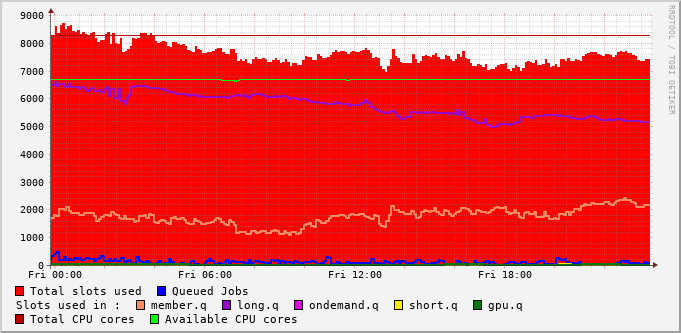 9000
8000
7000
6000
5000
4000
3000
2000
1000
0
Fri 00:00 Fri 06:00 Fri 12:00 Fri 18:00
RRDTOOL / TOBI OETIKER
Total slots used Queued Jobs
Slots used in : member.q long.q ondemand.q short.q gpu.q
Total CPU cores Available CPU cores